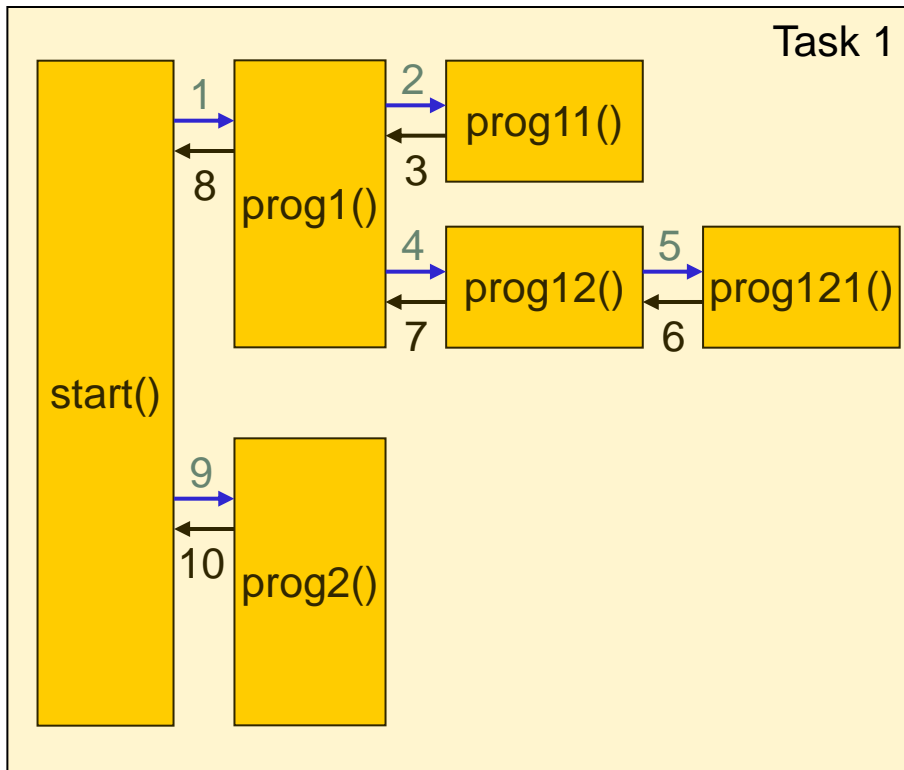 Task 1
1
2
prog11()
3
8
prog1()
4
5
prog12()
prog121()
7
6
start()
9
10
prog2()